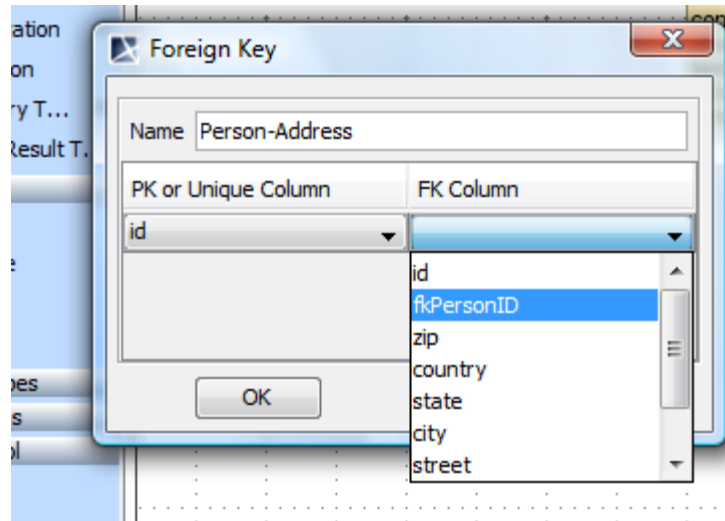 ation
con
Foreign Key
on
ry T...
Name Person-Address
Result T.
PK or Unique Column FK Column
id
id
fkPersonID
zip
country
pes
OK
state
s
city
ol
street